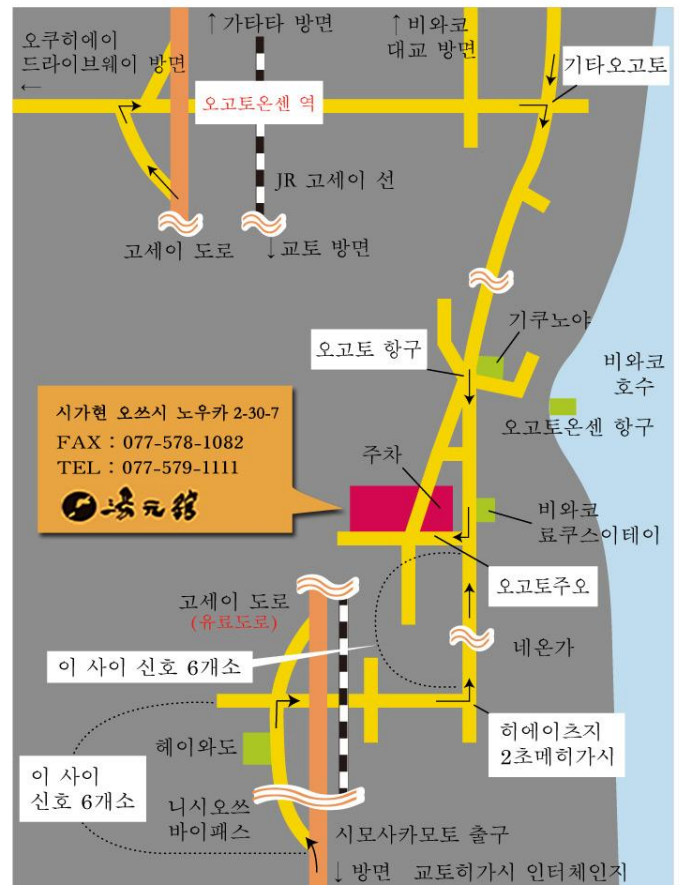 ↑가타타 방면
↑비와코
대교 방면
오쿠히에이
드라이브웨이 방면
←
기타오고토
오고토온센 역
JR 고세이 선
고세이 도로
↓교토 방면
기쿠노야
오고토 항구
비와코
호수
오고토온센 항구
시가현 오쓰시 노우카 2-30-7
FAX : 077-578-1082
TEL : 077-579-1111
湯元舘
주차
비와코
료쿠스이테이
오고토주오
고세이 도로
(유료도로)
네온가
이 사이 신호 6개소
히에이츠지
2초메히가시
헤이와도
이 사이
신호 6개소
니시오쓰
바이패스
시모사카모토 출구
↓ 방면 교토히가시 인터체인지